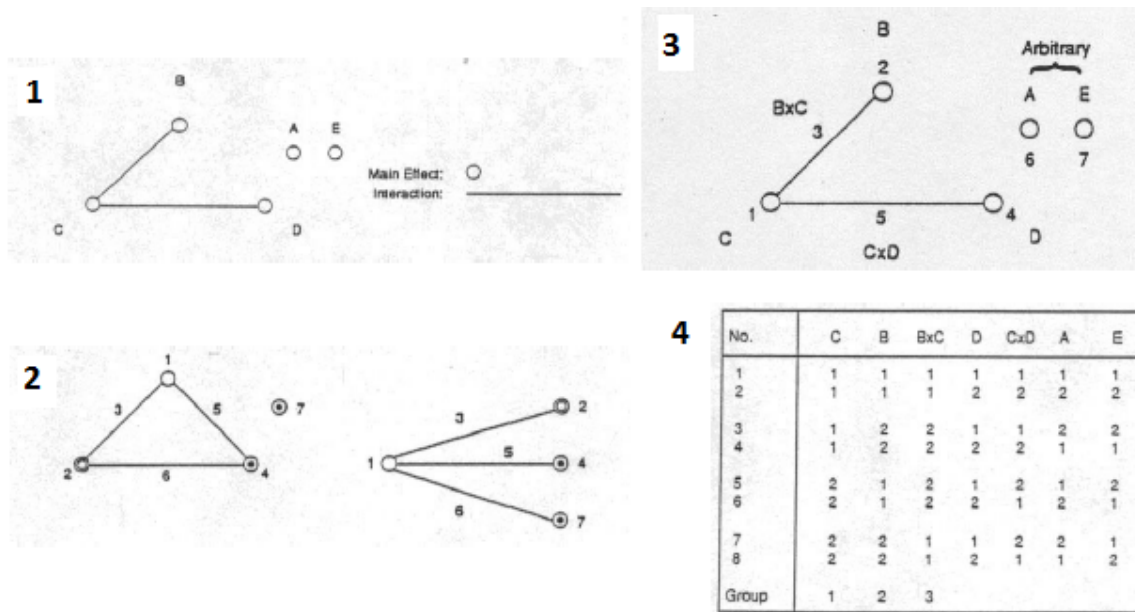 1
B
A E
Main Effect:
Interaction:
C D
2
1
3 5 7
2 6 4
2
3
1 5 4
6
7
3
B
2
Arbitrary
A E
BxC
3
6 7
1 5 4
C D
CxD
4
No. C B BxC D CxD A E
1 1 1 1 1 1 1 1
2 1 1 1 2 2 2 2
3 1 2 2 1 1 2 2
4 1 2 2 2 2 1 1
5 2 1 2 1 2 1 2
6 2 1 2 2 1 2 1
7 2 2 1 1 2 2 1
8 2 2 1 2 1 1 2
Group 1 2 3